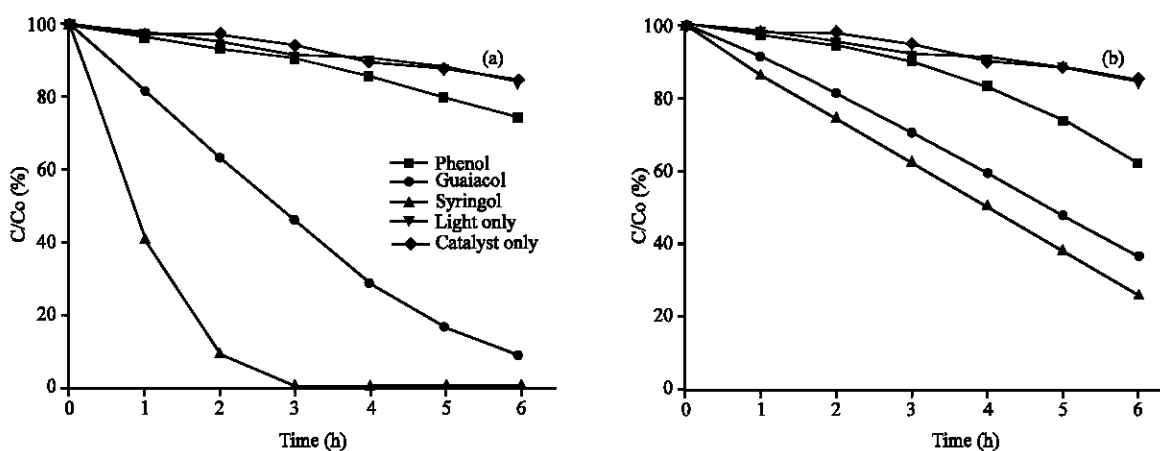 100
80
60
40
20
0
C/Co (%)
(a)
Phenol
Guaiacol
Syringol
Light only
Catalyst only
0 1 2 3 4 5 6
Time (h)
100
80
60
40
20
0
C/Co (%)
(b)
0 1 2 3 4 5 6
Time (h)